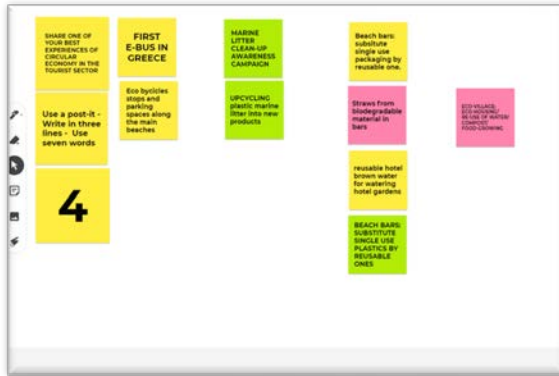 SHARE ONE OF
YOUR BEST
EXPERIENCES OF
CIRCULAR
ECONOMY IN THE
TOURIST SECTOR
Use a post-it -
Write in three
lines - Use
seven words
4
FIRST
E-BUS IN
GREECE
Eco bycicles
stops and
parking
spaces along
the main
beaches
MARINE
LITTER
CLEAN-UP
AWARENESS
CAMPAIGN
UPCYCLING
plastic marine
litter into new
products
Beach bars:
subsitute
single use
packaging by
reusable one.
Straws from
biodegradable
material in
bars
reusable hotel
brown water
for watering
hotel gardens
BEACH BARS:
SUBSTITUTE
SINGLE USE
PLASTICS BY
REUSABLE
ONES
ECO VILLAGE:
ECO HOUSING/
RE/USE OF WATER/
COMPOST/
FOOD GROWING